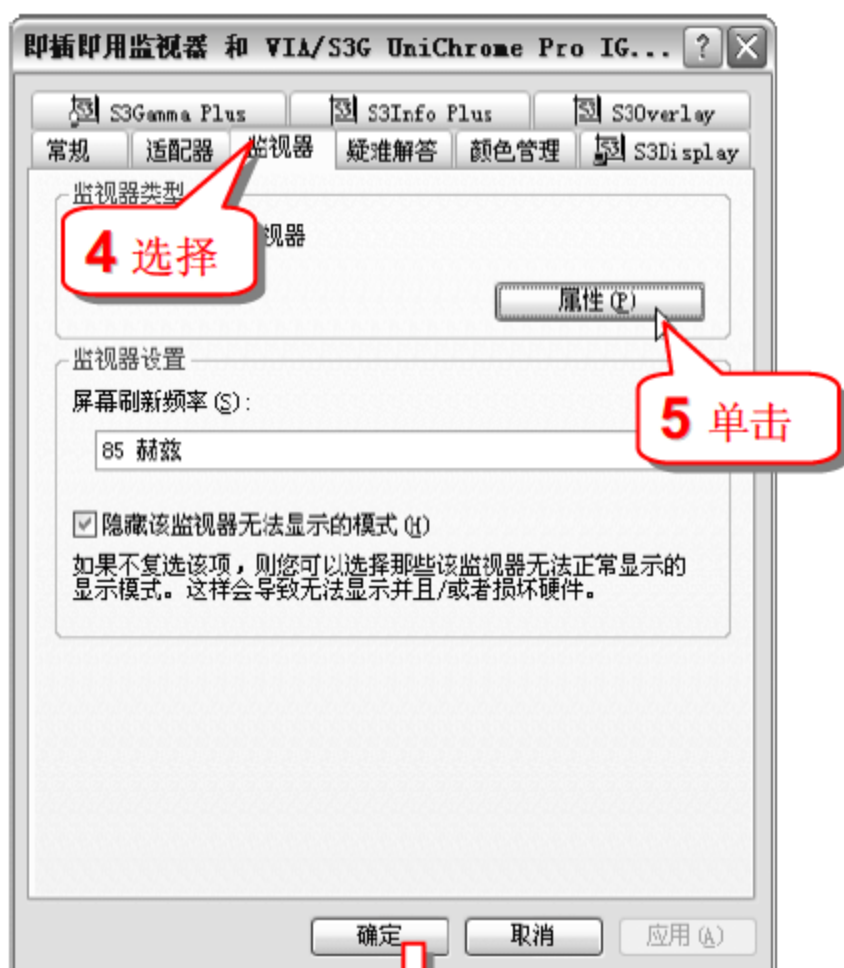 即插即用监视器 和 VIA/S3G UniChrome Pro IG...
S3Gamma Plus S3Info Plus S3Overlay
常规 适配器 监视器 疑难解答 颜色管理 S3Display
监视器类型
4 选择
视器
属性(P)
监视器设置
屏幕刷新频率(S):
5 单击
85 赫兹
隐藏该监视器无法显示的模式(H)
如果不复选该项，则您可以选择那些该监视器无法正常显示的
显示模式。这样会导致无法显示并且/或者损坏硬件。
确定 取消 应用(A)